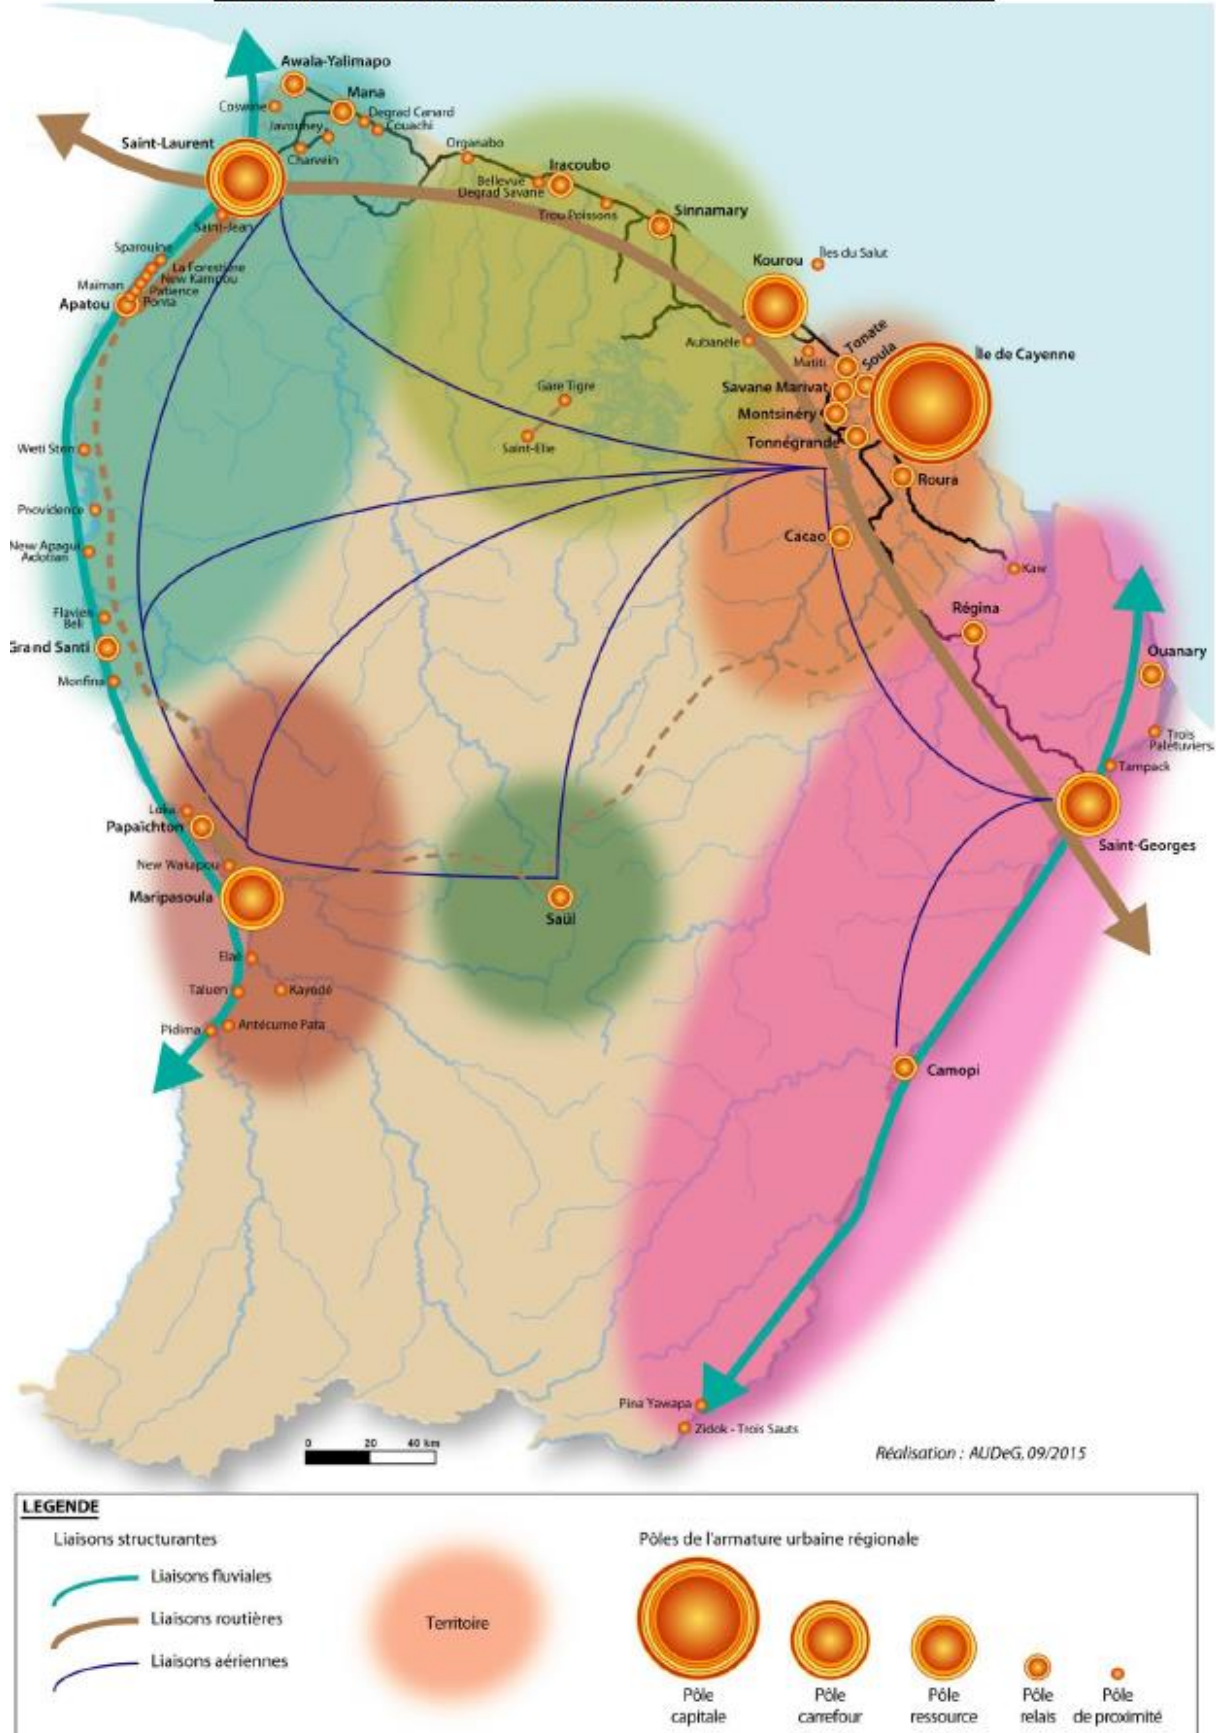 Awala-Yalimapo
Mana
Coswine
Degrad Canard
Couachi
Javouhey
Charvein
Saint-Laurent
Organabo
Iracoubo
Bellevue
Degrad Savane
Trou Poissons
Sinnamary
Saint-Jean
Sparouine
La Forestière
New Kampou
Maiman
Patience
Apatou
Ponta
Kourou
Îles du Salut
Aubanèle
Matiti
Tonate
Soula
Île de Cayenne
Savane Marivat
Montsinéry
Tonnégrande
Roura
Gare Tigre
Saint-Elie
Providence
New Apagui
Cacao
Kaw
Flavien
Beli
Grand Santi
Monfina
Régina
Ouanary
Trois
Palétuviers
Tampack
Saint-Georges
Loka
Papaïchton
New Wakapou
Maripasoula
Saül
Elaé
Taluen
Kayodé
Pidima
Antécume Pata
Camopi
Pina Yawapa
Zidok - Trois Sauts
0 20 40 km
Réalisation : AUDeG, 09/2015
LEGENDE
Liaisons structurantes
Liaisons fluviales
Liaisons routières
Liaisons aériennes
Territoire
Pôles de l'armature urbaine régionale
Pôle
capitale
Pôle
carrefour
Pôle
ressource
Pôle
relais
Pôle
de proximité